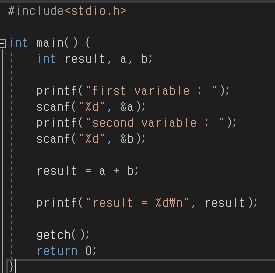 #include<stdio.h>
int main() {
int result, a, b;
printf("first variable : ");
scanf("%d", &a);
printf("second variable : ");
scanf("%d", &b);
result = a + b;
printf("result = %d₩n", result);
getch();
return 0;
}